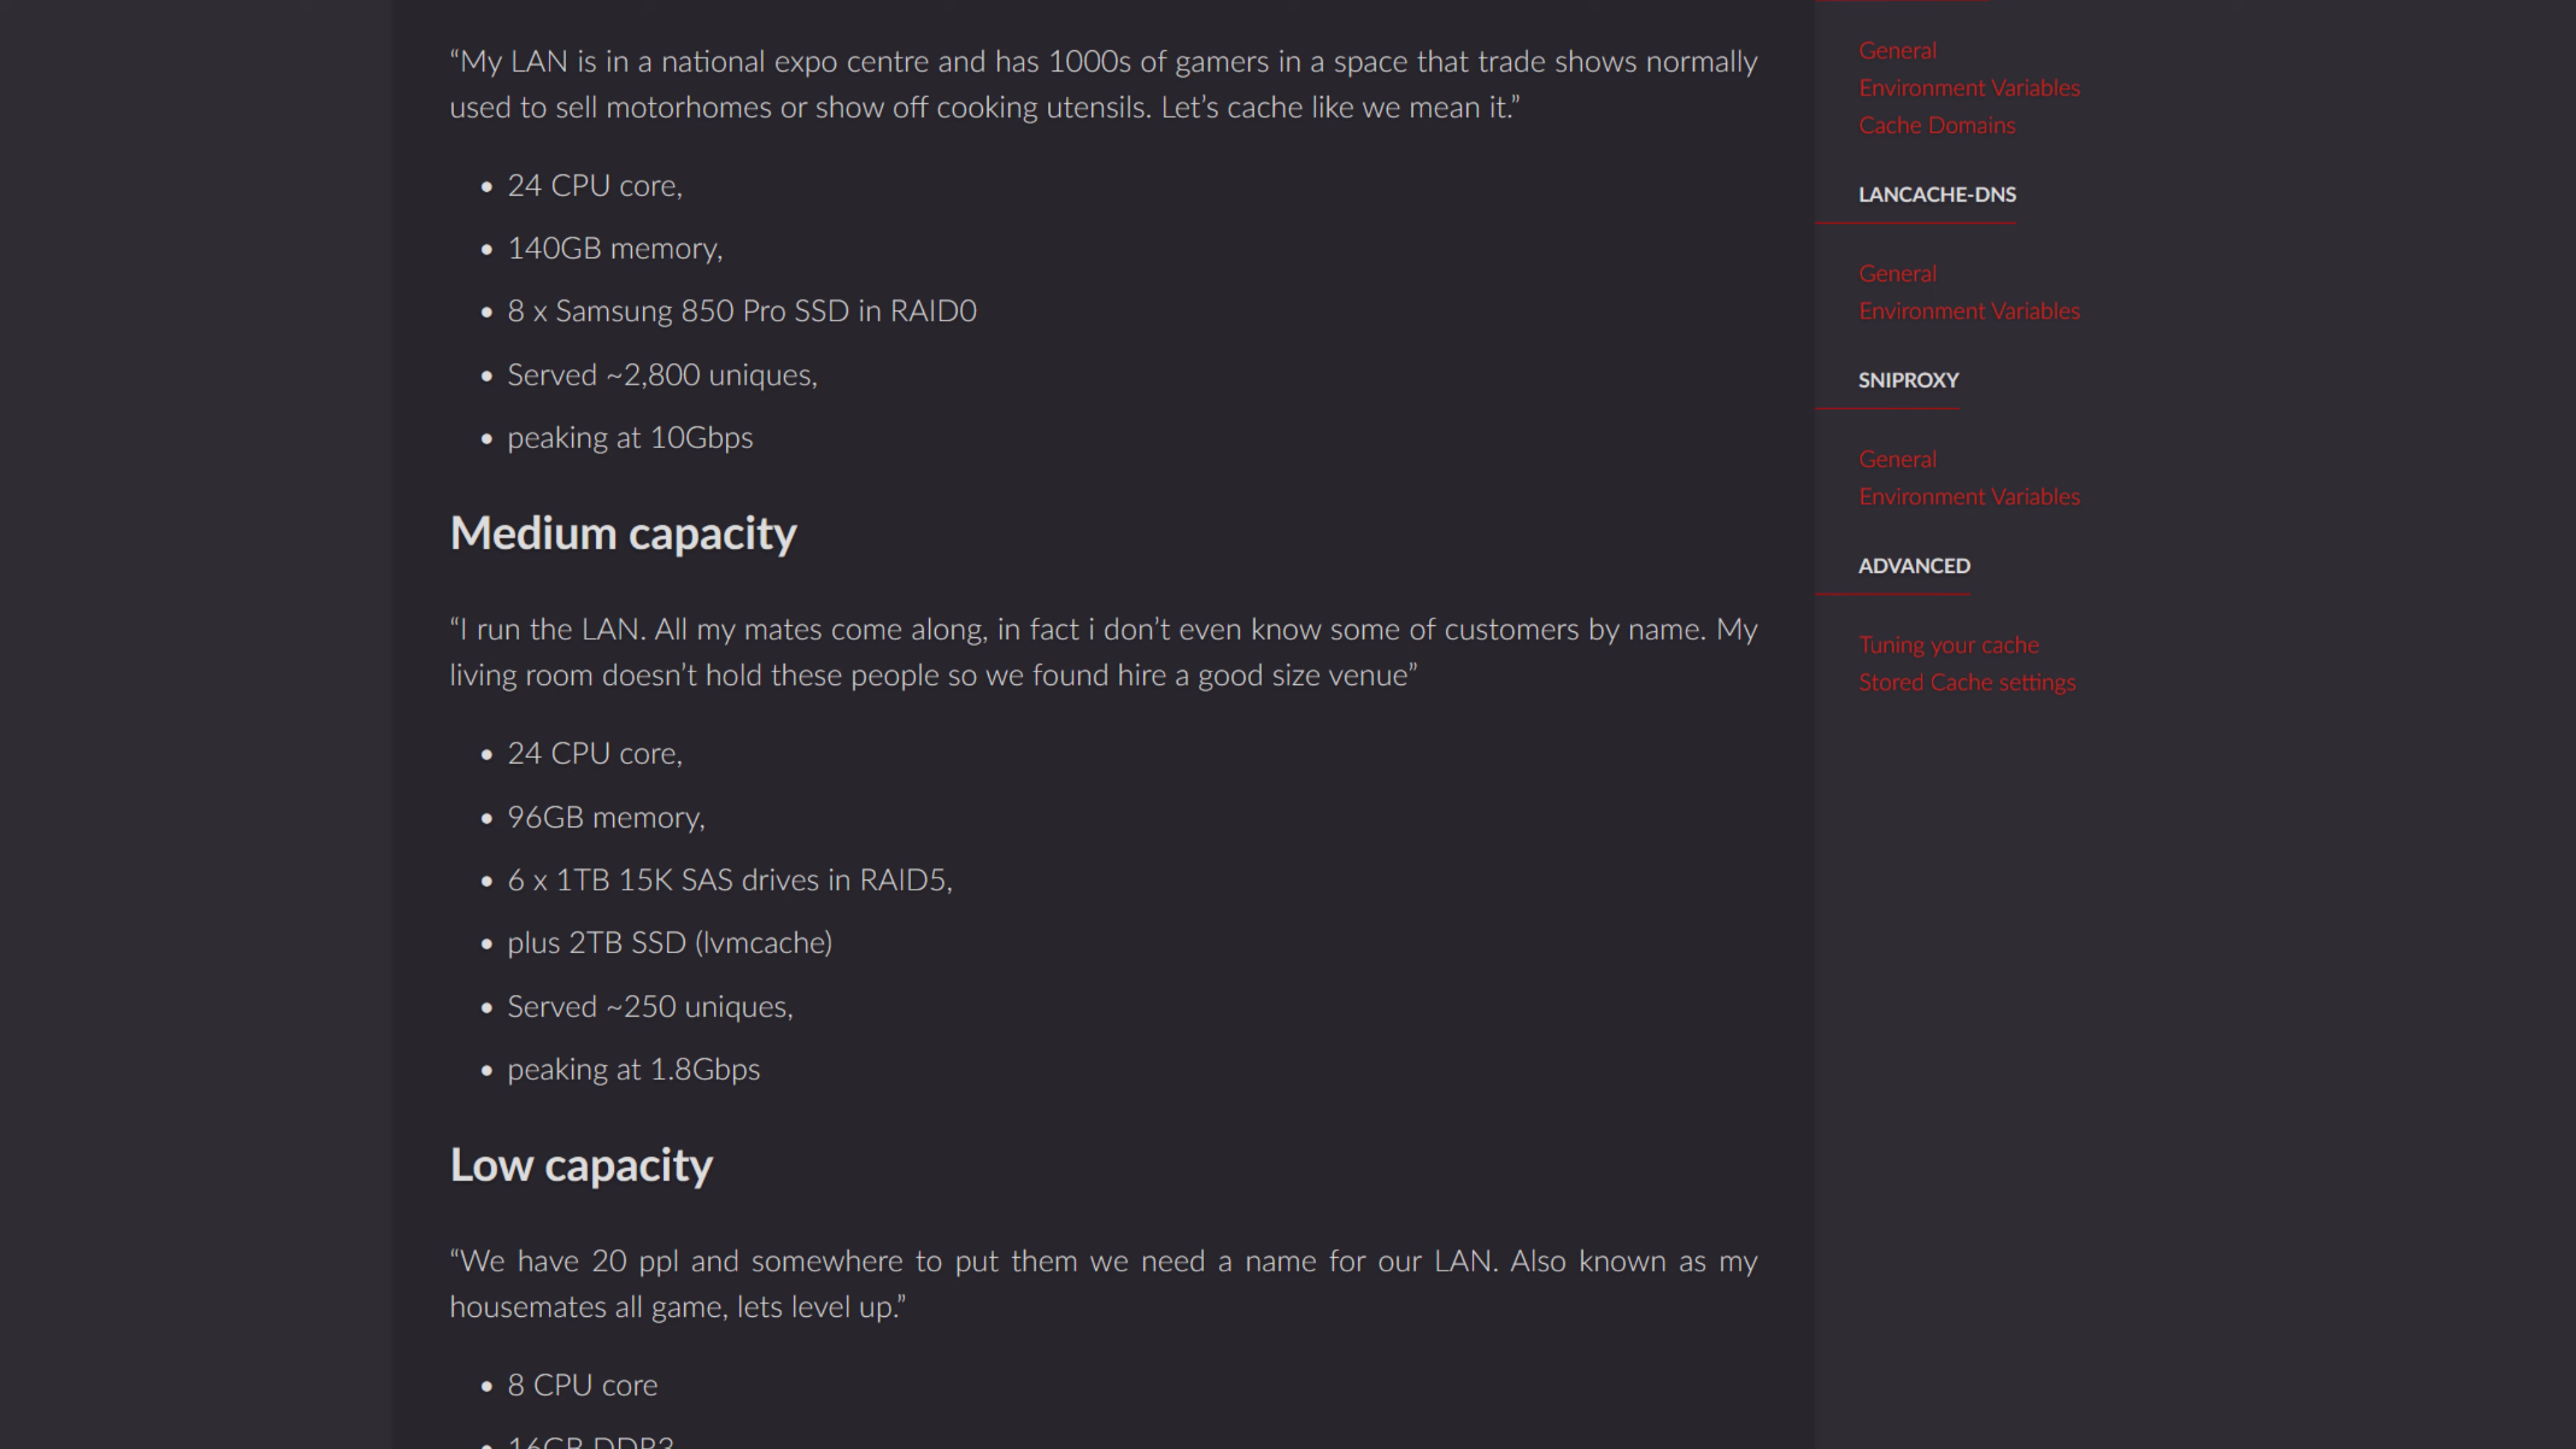 “My LAN is in a national expo centre and has 1000s of gamers in a space that trade shows normally
used to sell motorhomes or show off cooking utensils. Let’s cache like we mean it.”
• 24 CPU core,
• 140GB memory,
• 8 x Samsung 850 Pro SSD in RAID0
• Served ~2,800 uniques,
• peaking at 10Gbps
Medium capacity
“I run the LAN. All my mates come along, in fact i don’t even know some of customers by name. My
living room doesn’t hold these people so we found hire a good size venue”
• 24 CPU core,
• 96GB memory,
• 6 x 1TB 15K SAS drives in RAID5,
• plus 2TB SSD (lvmcache)
• Served ~250 uniques,
• peaking at 1.8Gbps
Low capacity
“We have 20 ppl and somewhere to put them we need a name for our LAN. Also known as my
housemates all game, lets level up.”
• 8 CPU core
• 16GB DDR3
General
Environment Variables
Cache Domains
LANCACHE-DNS
General
Environment Variables
SNIPROXY
General
Environment Variables
ADVANCED
Tuning your cache
Stored Cache settings